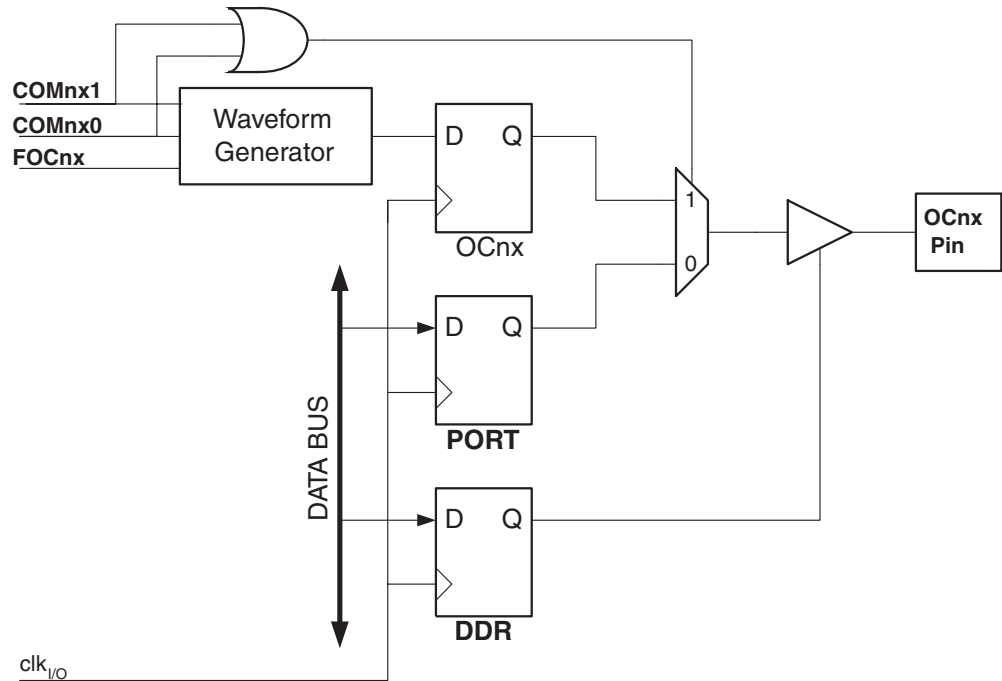 COMnx1
COMnx0
FOCnx
Waveform
Generator
D Q
OCnx
1
0
OCnx
Pin
D Q
PORT
D Q
DDR
DATA BUS
clkI/O